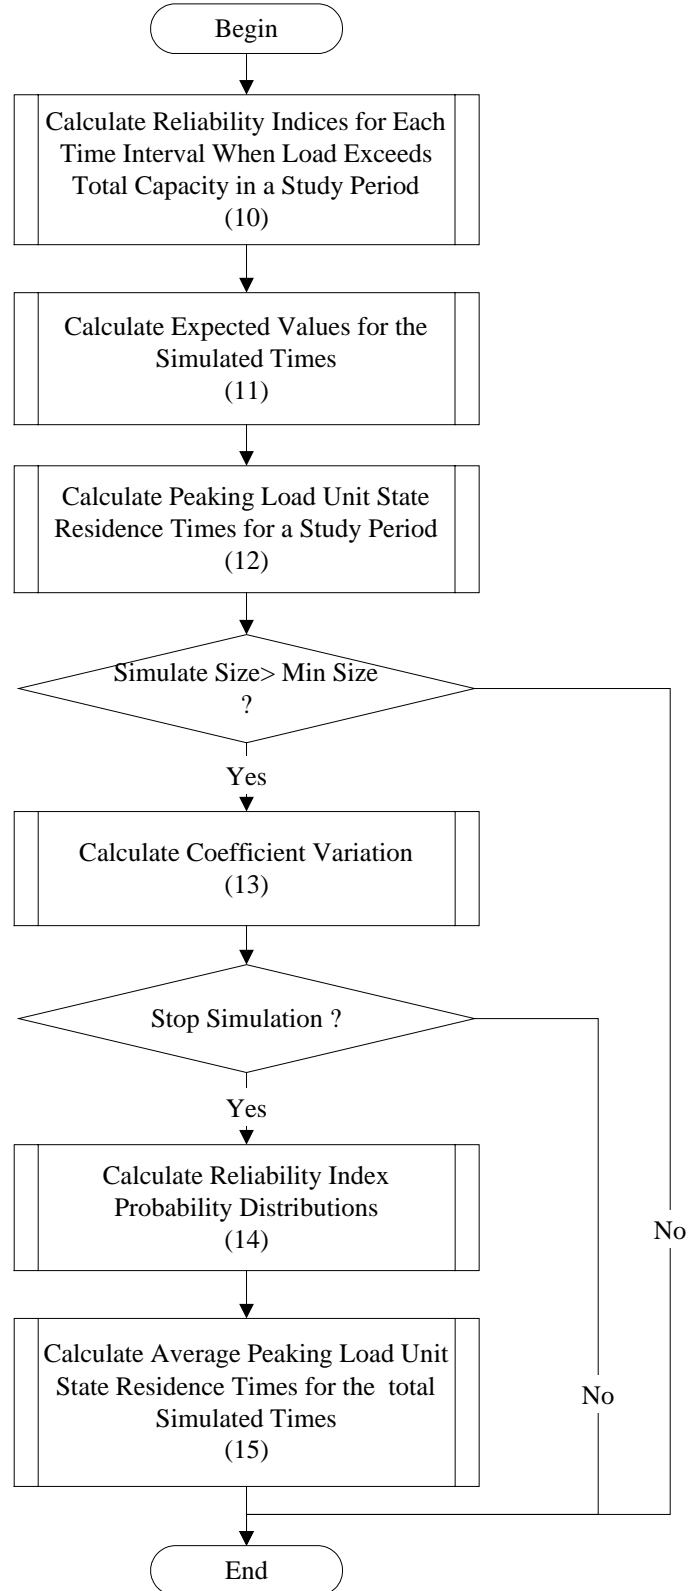 Begin
Calculate Reliability Indices for Each
Time Interval When Load Exceeds
Total Capacity in a Study Period
(10)
Calculate Expected Values for the
Simulated Times
(11)
Calculate Peaking Load Unit State
Residence Times for a Study Period
(12)
Simulate Size> Min Size
?
Yes
Calculate Coefficient Variation
(13)
Stop Simulation ?
Yes
Calculate Reliability Index
Probability Distributions
(14)
No
Calculate Average Peaking Load Unit
State Residence Times for the total
Simulated Times
(15)
No
End